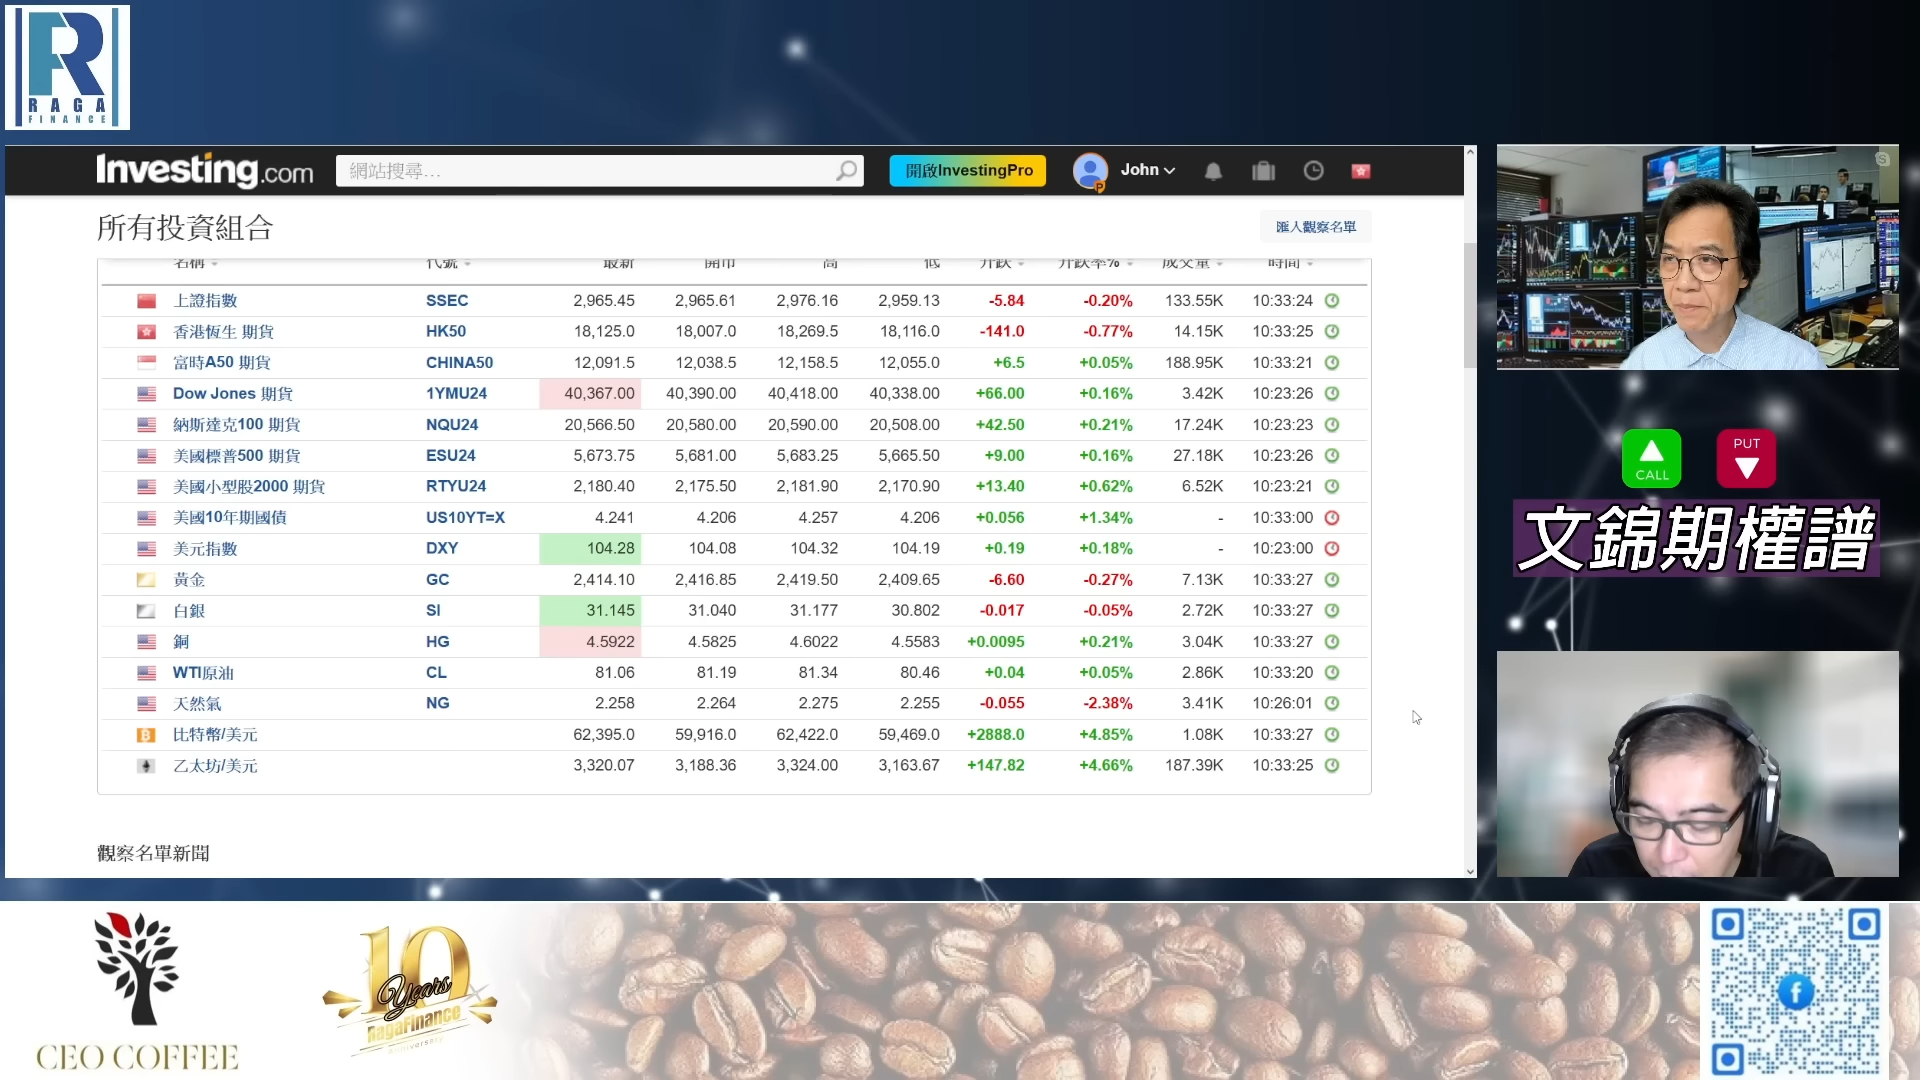 RAGA
FINANCE
Investing.com
網站搜尋…
開啟InvestingPro
John
所有投資組合
匯入觀察名單
名稱 代號 最新 開市 高 低 升跌 升跌率% 成交量 時間
上證指數 SSEC 2,965.45 2,965.61 2,976.16 2,959.13 -5.84 -0.20% 133.55K 10:33:24
香港恆生 期貨 HK50 18,125.0 18,007.0 18,269.5 18,116.0 -141.0 -0.77% 14.15K 10:33:25
富時A50 期貨 CHINA50 12,091.5 12,038.5 12,158.5 12,055.0 +6.5 +0.05% 188.95K 10:33:21
Dow Jones 期貨 1YMU24 40,367.00 40,390.00 40,418.00 40,338.00 +66.00 +0.16% 3.42K 10:23:26
納斯達克100 期貨 NQU24 20,566.50 20,580.00 20,590.00 20,508.00 +42.50 +0.21% 17.24K 10:23:23
美國標普500 期貨 ESU24 5,673.75 5,681.00 5,683.25 5,665.50 +9.00 +0.16% 27.18K 10:23:26
美國小型股2000 期貨 RTYU24 2,180.40 2,175.50 2,181.90 2,170.90 +13.40 +0.62% 6.52K 10:23:21
美國10年期國債 US10YT=X 4.241 4.206 4.257 4.206 +0.056 +1.34% - 10:33:00
美元指數 DXY 104.28 104.08 104.32 104.19 +0.19 +0.18% - 10:23:00
黃金 GC 2,414.10 2,416.85 2,419.50 2,409.65 -6.60 -0.27% 7.13K 10:33:27
白銀 SI 31.145 31.040 31.177 30.802 -0.017 -0.05% 2.72K 10:33:27
銅 HG 4.5922 4.5825 4.6022 4.5583 +0.0095 +0.21% 3.04K 10:33:27
WTI原油 CL 81.06 81.19 81.34 80.46 +0.04 +0.05% 2.86K 10:33:20
天然氣 NG 2.258 2.264 2.275 2.255 -0.055 -2.38% 3.41K 10:26:01
比特幣/美元 62,395.0 59,916.0 62,422.0 59,469.0 +2888.0 +4.85% 1.08K 10:33:27
乙太坊/美元 3,320.07 3,188.36 3,324.00 3,163.67 +147.82 +4.66% 187.39K 10:33:25
觀察名單新聞
CALL
PUT
文錦期權譜
CEO COFFEE
10
Years
RagaFinance
Anniversary